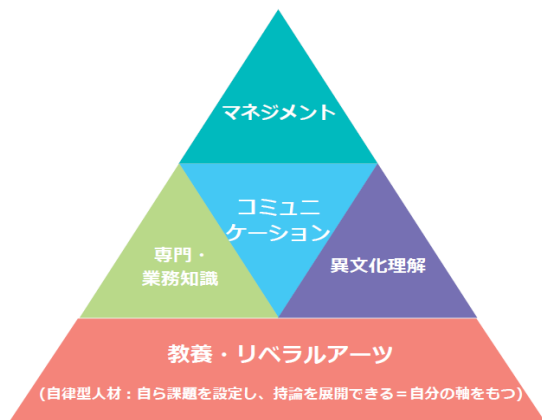 マネジメント
コミュニ
ケーション
専門・
業務知識
異文化理解
教養・リベラルアーツ
(自律型人材：自ら課題を設定し、持論を展開できる＝自分の軸をもつ)